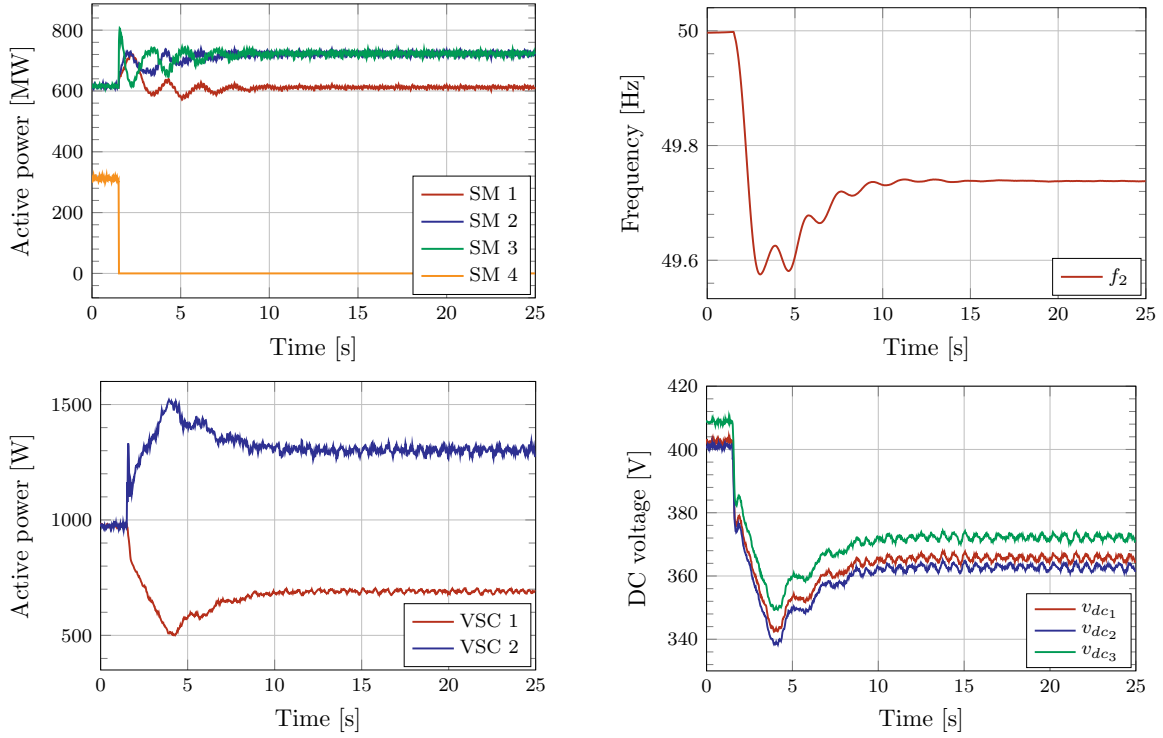 800
600
400
200
0
Active power [MW]
SM 1
SM 2
SM 3
SM 4
0 5 10 15 20 25
Time [s]
50
49.8
49.6
Frequency [Hz]
f2
0 5 10 15 20 25
Time [s]
1500
1000
500
Active power [W]
VSC 1
VSC 2
0 5 10 15 20 25
Time [s]
420
400
380
360
340
DC voltage [V]
vdc1
vdc2
vdc3
0 5 10 15 20 25
Time [s]